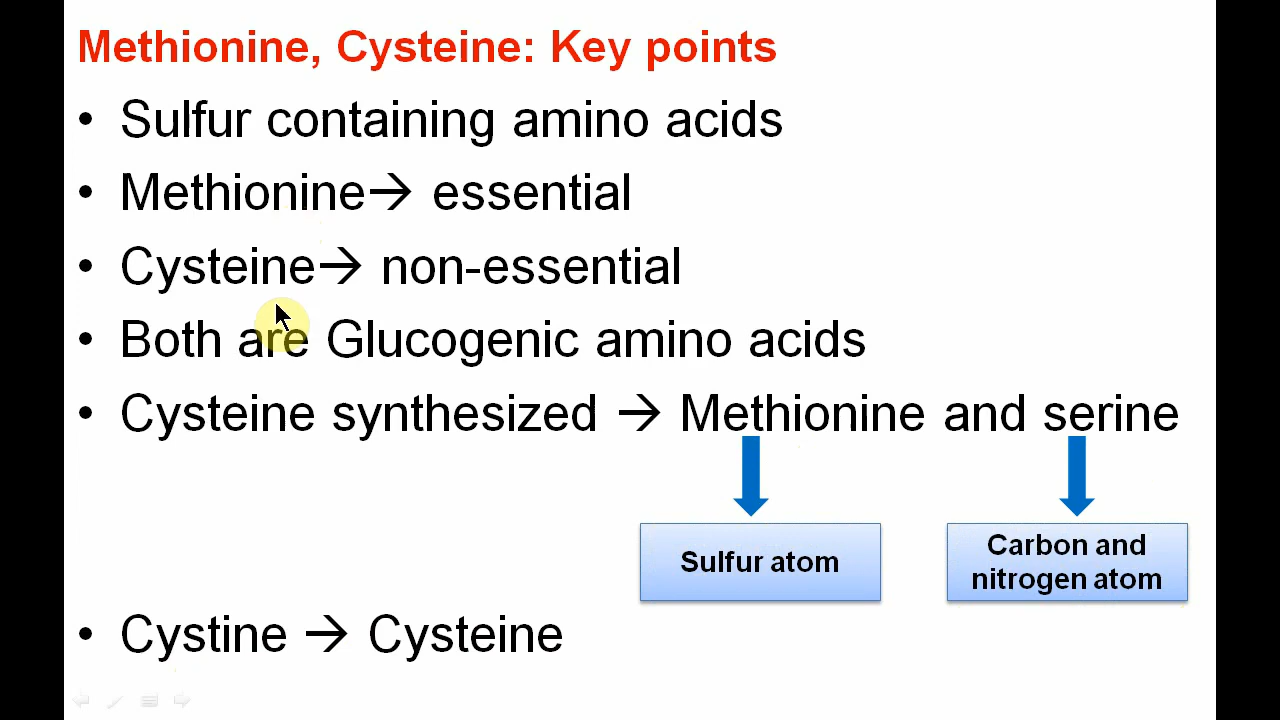 Methionine, Cysteine: Key points
• Sulfur containing amino acids
• Methionine→ essential
• Cysteine→ non-essential
• Both are Glucogenic amino acids
• Cysteine synthesized → Methionine and serine
Sulfur atom
Carbon and
nitrogen atom
• Cystine → Cysteine